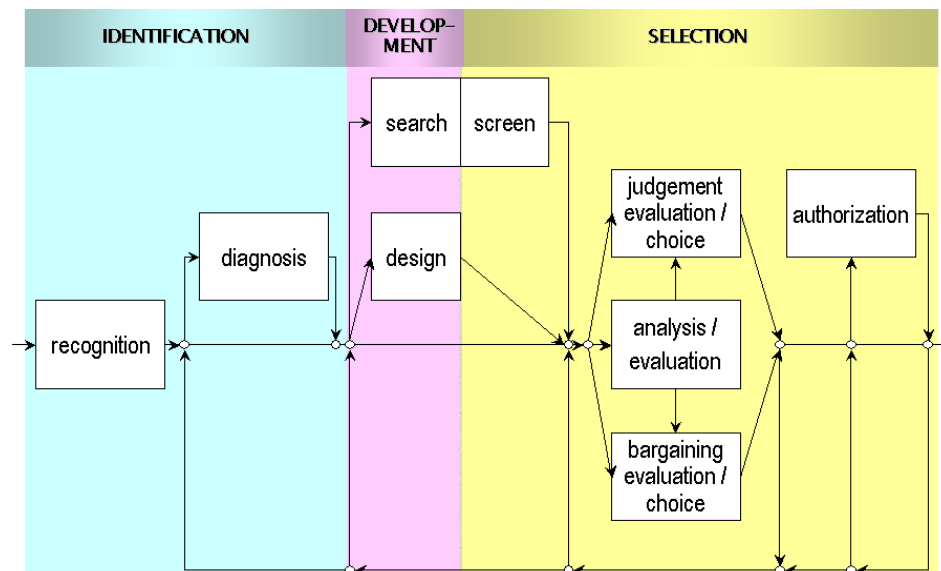 IDENTIFICATION
DEVELOP–
MENT
SELECTION
search
screen
judgement
evaluation /
choice
authorization
diagnosis
design
recognition
analysis /
evaluation
bargaining
evaluation /
choice